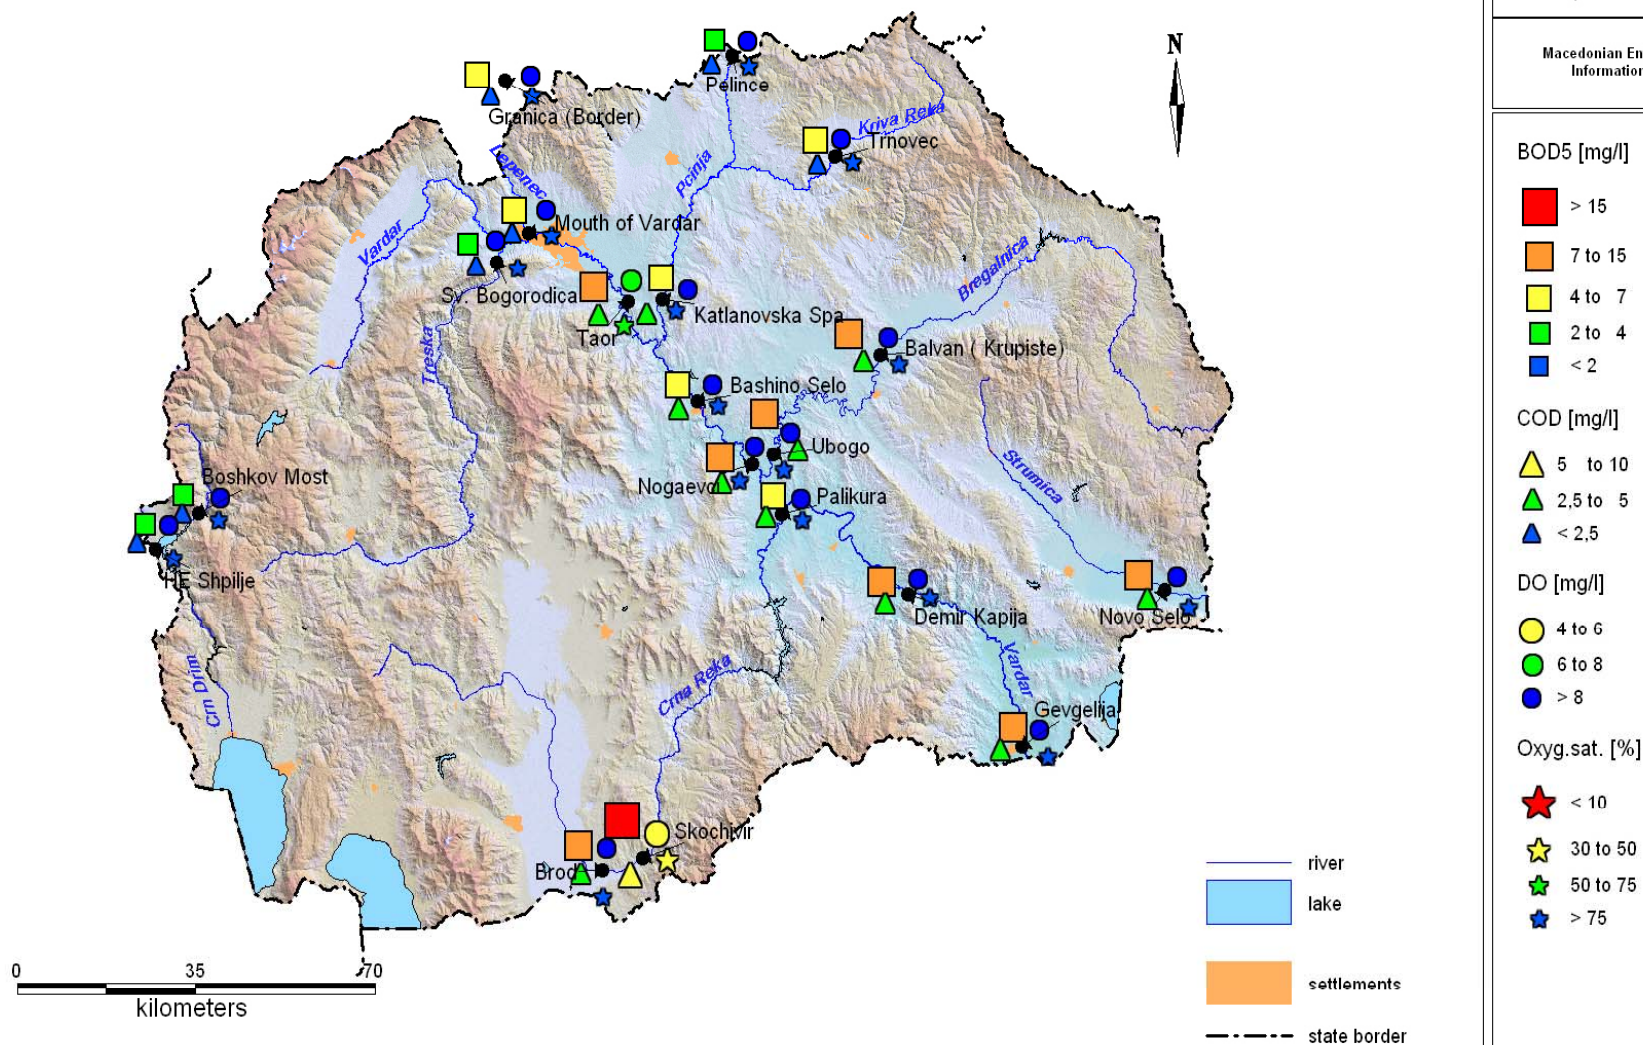 N
Macedonian En
Information
Pelince
Granica (Border)
Kriva Reka
Trnovec
Lepenec
Pcinja
Mouth of Vardar
Vardar
Sv. Bogorodica
Bregalnica
Katlanovska Spa
Taor
Treska
Balvan ( Krupiste)
Bashino Selo
Ubogo
Boshkov Most
Nogaevci
Palikura
Strumica
HE Shpilje
Demir Kapija
Novo Selo
Crn Drim
Crna Reka
Vardar
Gevgelija
Skochivir
Brod
0 35 70
kilometers
river
lake
settlements
state border
BOD5 [mg/l]
> 15
7 to 15
4 to 7
2 to 4
< 2
COD [mg/l]
5 to 10
2,5 to 5
< 2,5
DO [mg/l]
4 to 6
6 to 8
> 8
Oxyg.sat. [%]
< 10
30 to 50
50 to 75
> 75